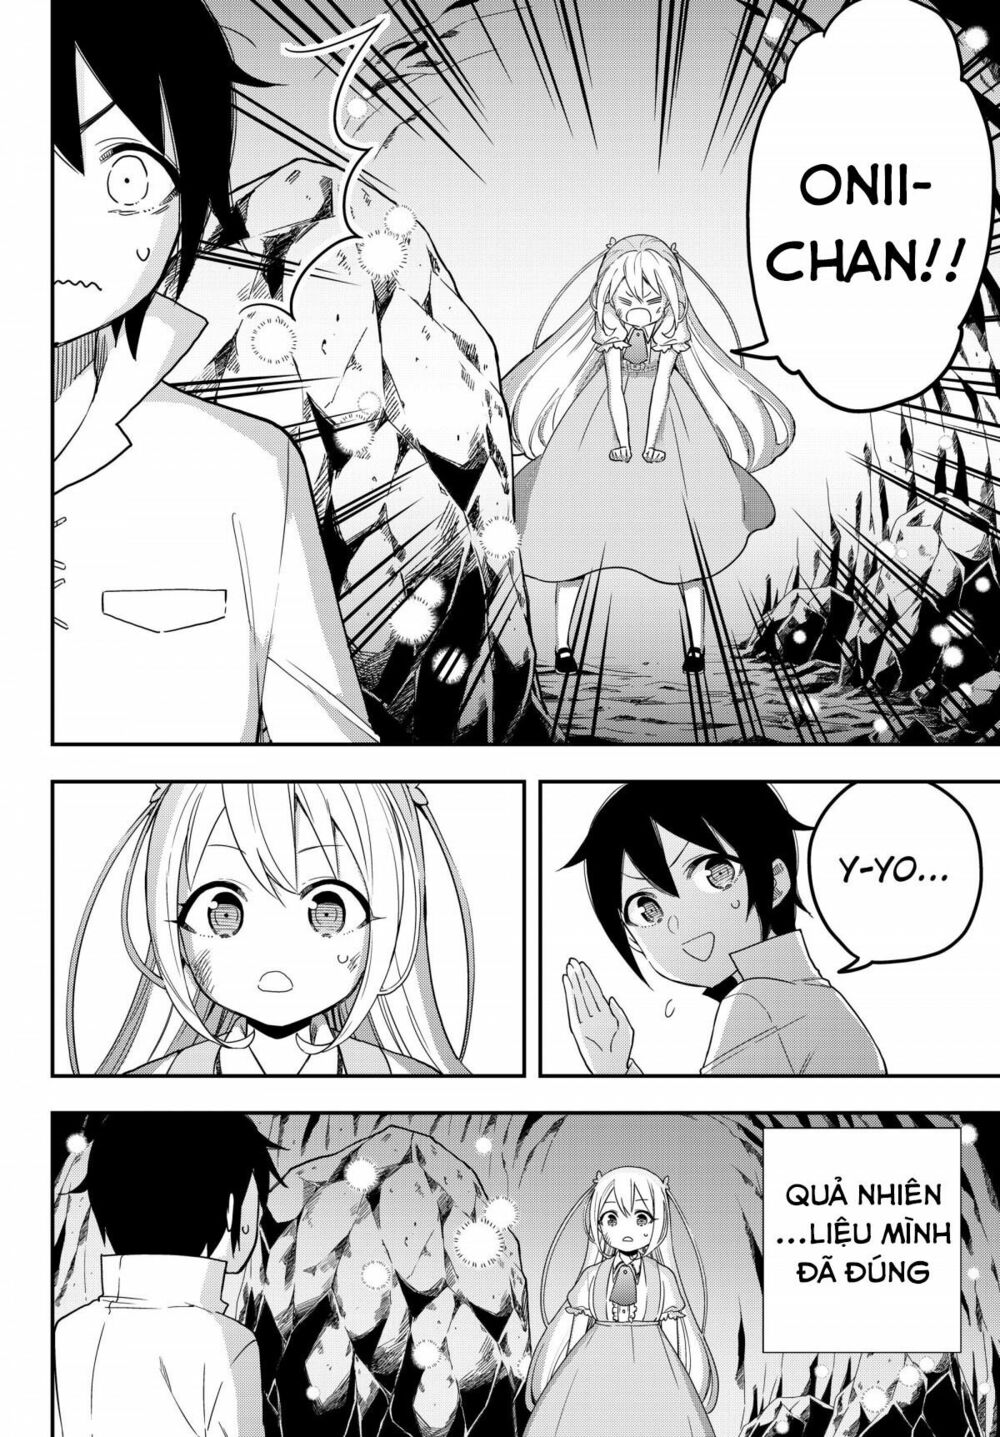 ONII-
CHAN!!
Y-YO...
QUẢ NHIÊN
...LIỆU MÌNH
ĐÃ ĐÚNG